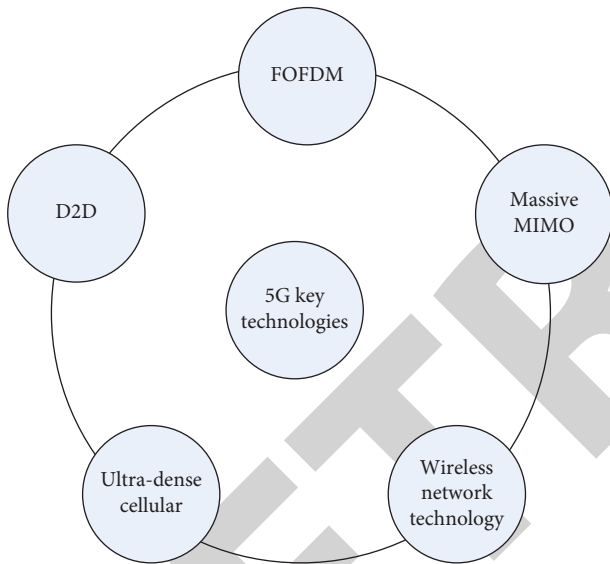 FOFDM
D2D
Massive
MIMO
5G key
technologies
Ultra-dense
cellular
Wireless
network
technology